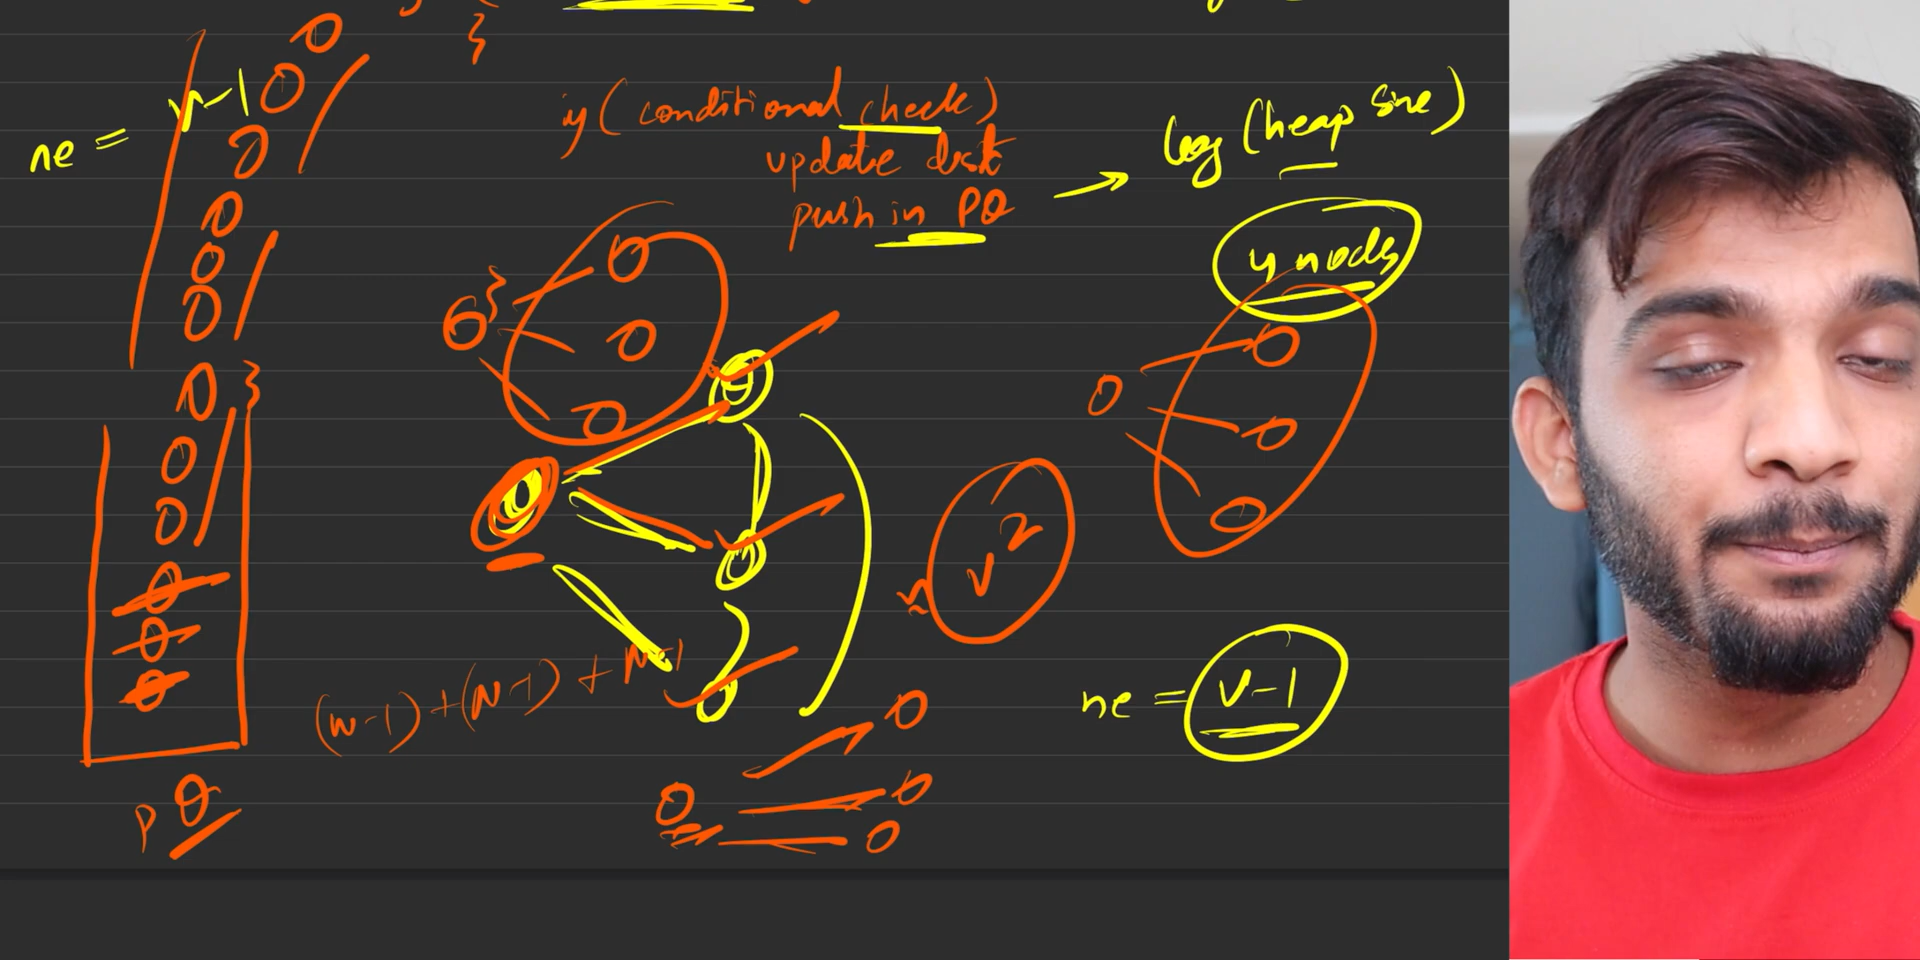 }
ne = v-1
if ( conditional check )
update dist
push in PQ
→ log (heap size)
4 nodes
6 }
}
≈ v²
ne = v-1
(N-1) + (N-1) + N-1
PQ